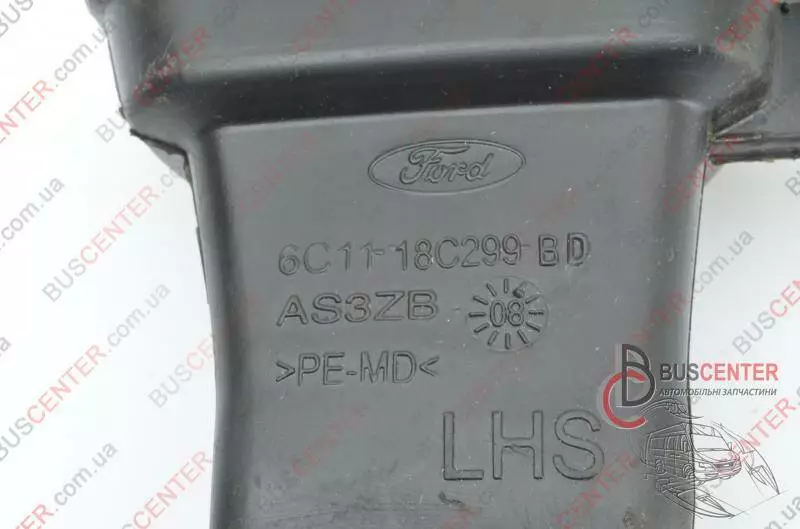 Ford
6C11-18C299-BD
AS3ZB
08
>PE-MD<
LHS
BUSCENTER
АВТОМОБІЛЬНІ ЗАПЧАСТИНИ
BUSCENTER.com.ua